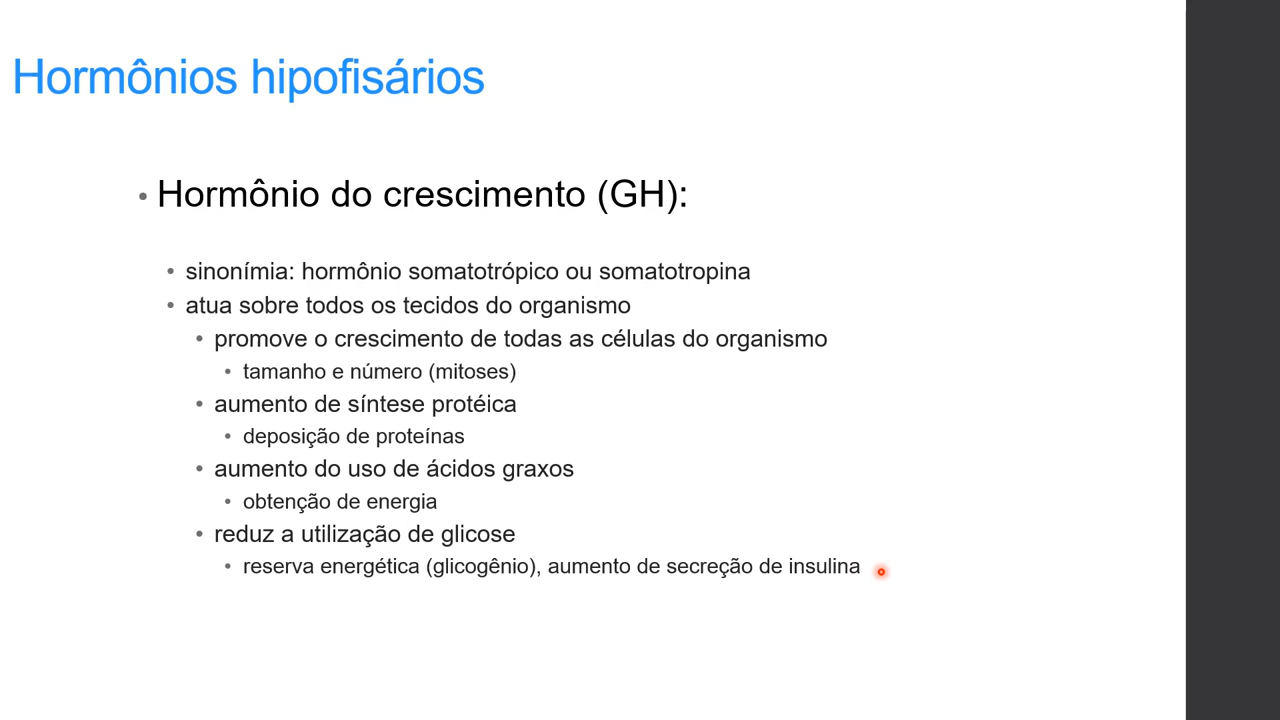 Hormônios hipofisários
• Hormônio do crescimento (GH):
• sinonímia: hormônio somatotrópico ou somatotropina
• atua sobre todos os tecidos do organismo
• promove o crescimento de todas as células do organismo
• tamanho e número (mitoses)
• aumento de síntese protéica
• deposição de proteínas
• aumento do uso de ácidos graxos
• obtenção de energia
• reduz a utilização de glicose
• reserva energética (glicogênio), aumento de secreção de insulina